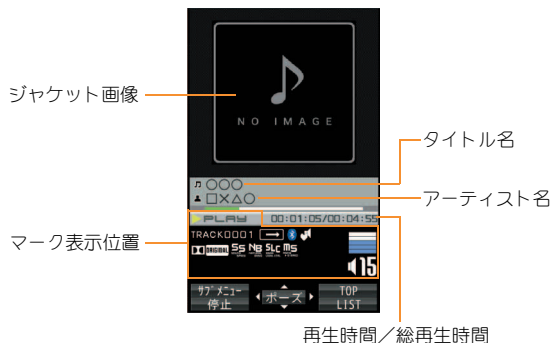 ジャケット画像
NO IMAGE
タイトル名
○○○
□×△○
アーティスト名
PLAY 00:01:05/00:04:55
マーク表示位置
TRACK0001
ORIGINAL SS NB SLC MS
15
サブメニュー
停止
ポーズ
TOP
LIST
再生時間／総再生時間